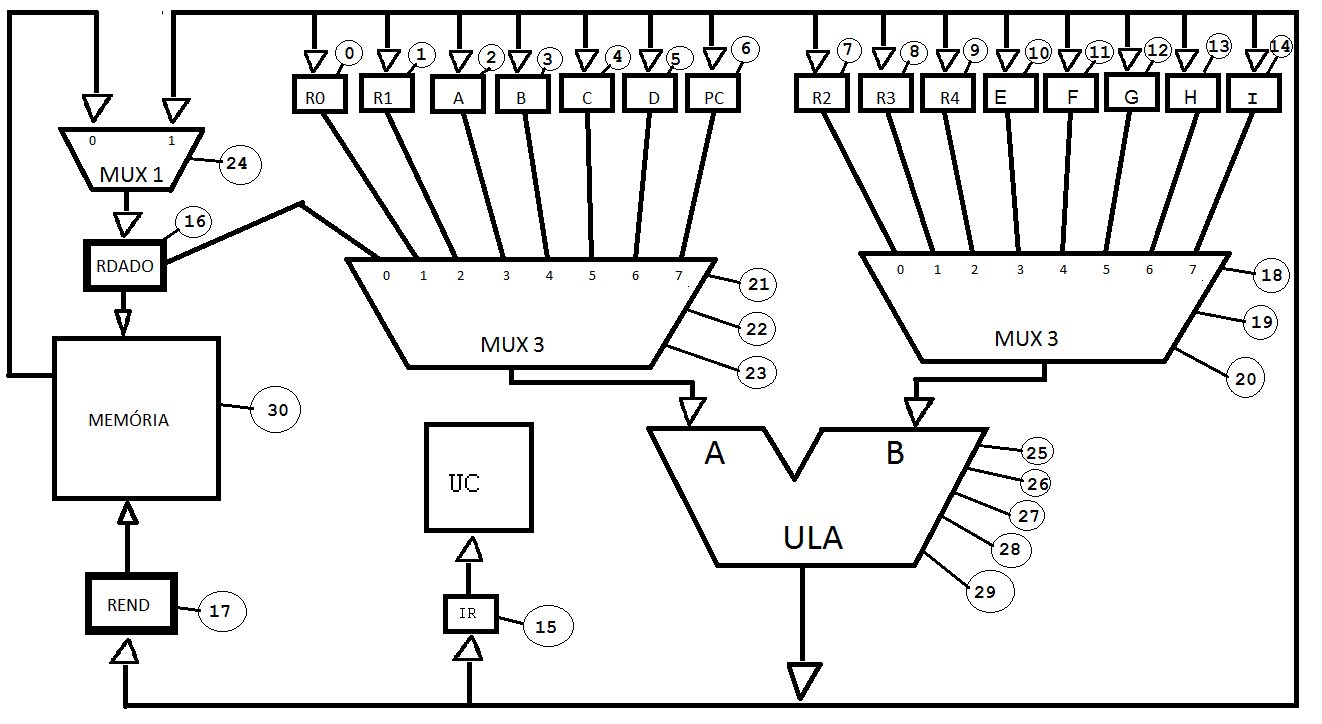 0 1 2 3 4 5 6 7 8 9 10 11 12 13 14
R0 R1 A B C D PC R2 R3 R4 E F G H I
0 1
MUX 1
24
16
RDADO
0 1 2 3 4 5 6 7
21
22
23
MUX 3
0 1 2 3 4 5 6 7
18
19
20
MUX 3
MEMÓRIA
30
UC
A B
25
26
27
28
29
ULA
REND
17
IR
15